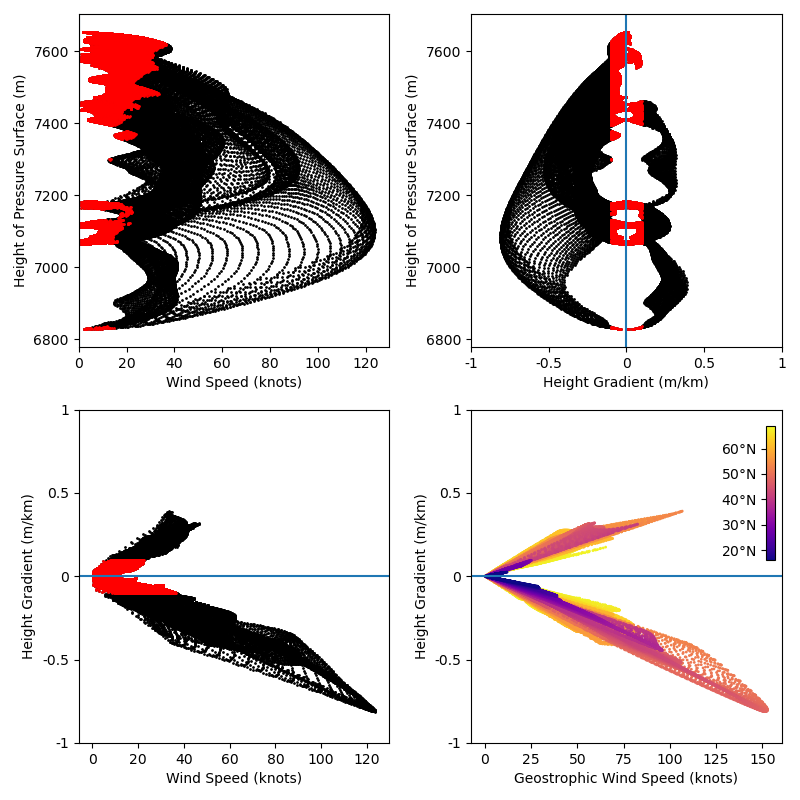 7600
7400
7200
7000
6800
0 20 40 60 80 100 120
Height of Pressure Surface (m)
Wind Speed (knots)
7600
7400
7200
7000
6800
-1 -0.5 0 0.5 1
Height of Pressure Surface (m)
Height Gradient (m/km)
1
0.5
0
-0.5
-1
0 20 40 60 80 100 120
Height Gradient (m/km)
Wind Speed (knots)
1
0.5
0
-0.5
-1
0 25 50 75 100 125 150
Height Gradient (m/km)
Geostrophic Wind Speed (knots)
60°N
50°N
40°N
30°N
20°N